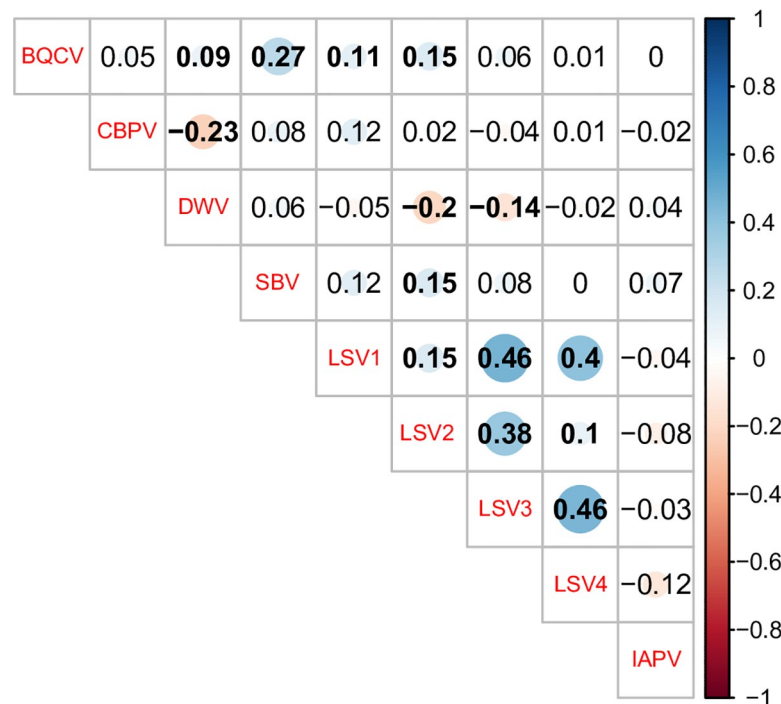 BQCV 0.05 0.09 0.27 0.11 0.15 0.06 0.01 0
CBPV −0.23 0.08 0.12 0.02 −0.04 0.01 −0.02
DWV 0.06 −0.05 −0.2 −0.14 −0.02 0.04
SBV 0.12 0.15 0.08 0 0.07
LSV1 0.15 0.46 0.4 −0.04
LSV2 0.38 0.1 −0.08
LSV3 0.46 −0.03
LSV4 −0.12
IAPV
1
0.8
0.6
0.4
0.2
0
−0.2
−0.4
−0.6
−0.8
−1